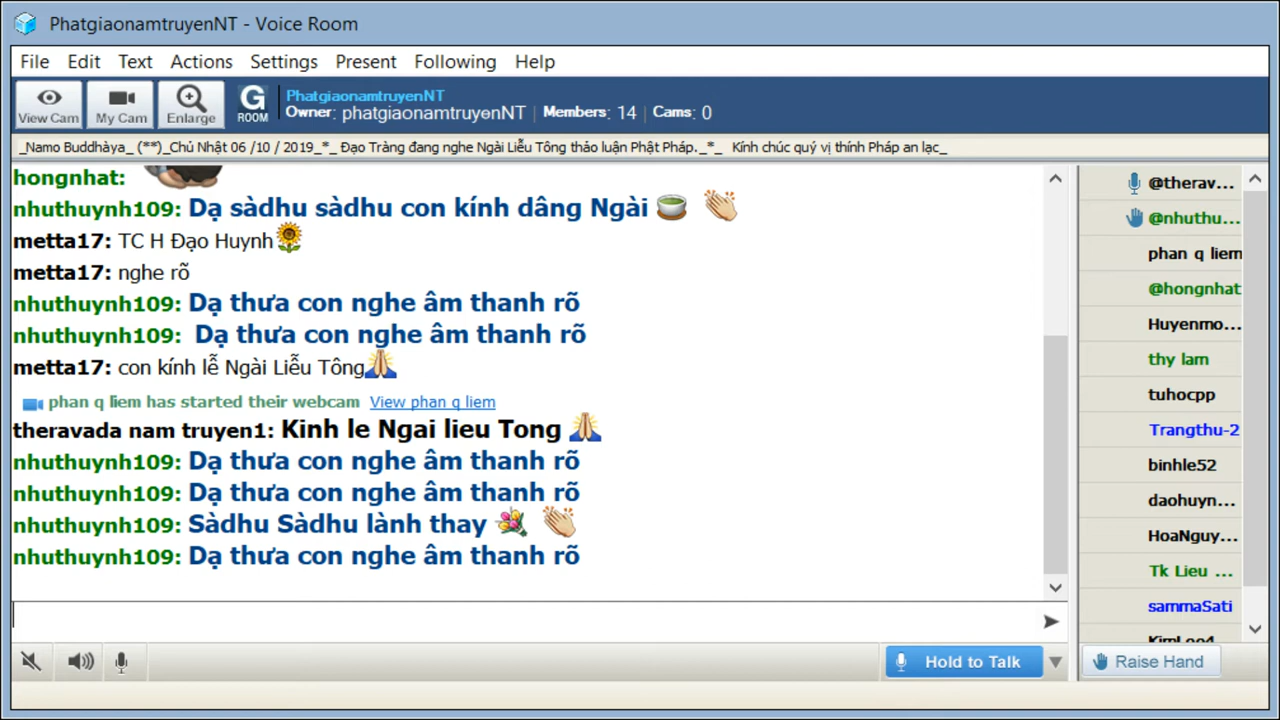 PhatgiaonamtruyenNT - Voice Room
File Edit Text Actions Settings Present Following Help
View Cam My Cam Enlarge G ROOM
PhatgiaonamtruyenNT
Owner: phatgiaonamtruyenNT | Members: 14 | Cams: 0
_Namo Buddhàya_ (**)_Chủ Nhật 06 /10 / 2019_*_ Đạo Tràng đang nghe Ngài Liễu Tông thảo luận Phật Pháp._*_ Kính chúc quý vị thính Pháp an lạc_
hongnhat:
nhuthuynh109: Dạ sàdhu sàdhu con kính dâng Ngài
metta17: TC H Đạo Huynh
metta17: nghe rõ
nhuthuynh109: Dạ thưa con nghe âm thanh rõ
nhuthuynh109: Dạ thưa con nghe âm thanh rõ
metta17: con kính lễ Ngài Liễu Tông
phan q liem has started their webcam View phan q liem
theravada nam truyen1: Kinh le Ngai lieu Tong
nhuthuynh109: Dạ thưa con nghe âm thanh rõ
nhuthuynh109: Dạ thưa con nghe âm thanh rõ
nhuthuynh109: Sàdhu Sàdhu lành thay
nhuthuynh109: Dạ thưa con nghe âm thanh rõ
@therav...
@nhuthu...
phan q liem
@hongnhat
Huyenmo...
thy lam
tuhocpp
Trangthu-2
binhle52
daohuyn...
HoaNguy...
Tk Lieu ...
sammaSati
Hold to Talk
Raise Hand